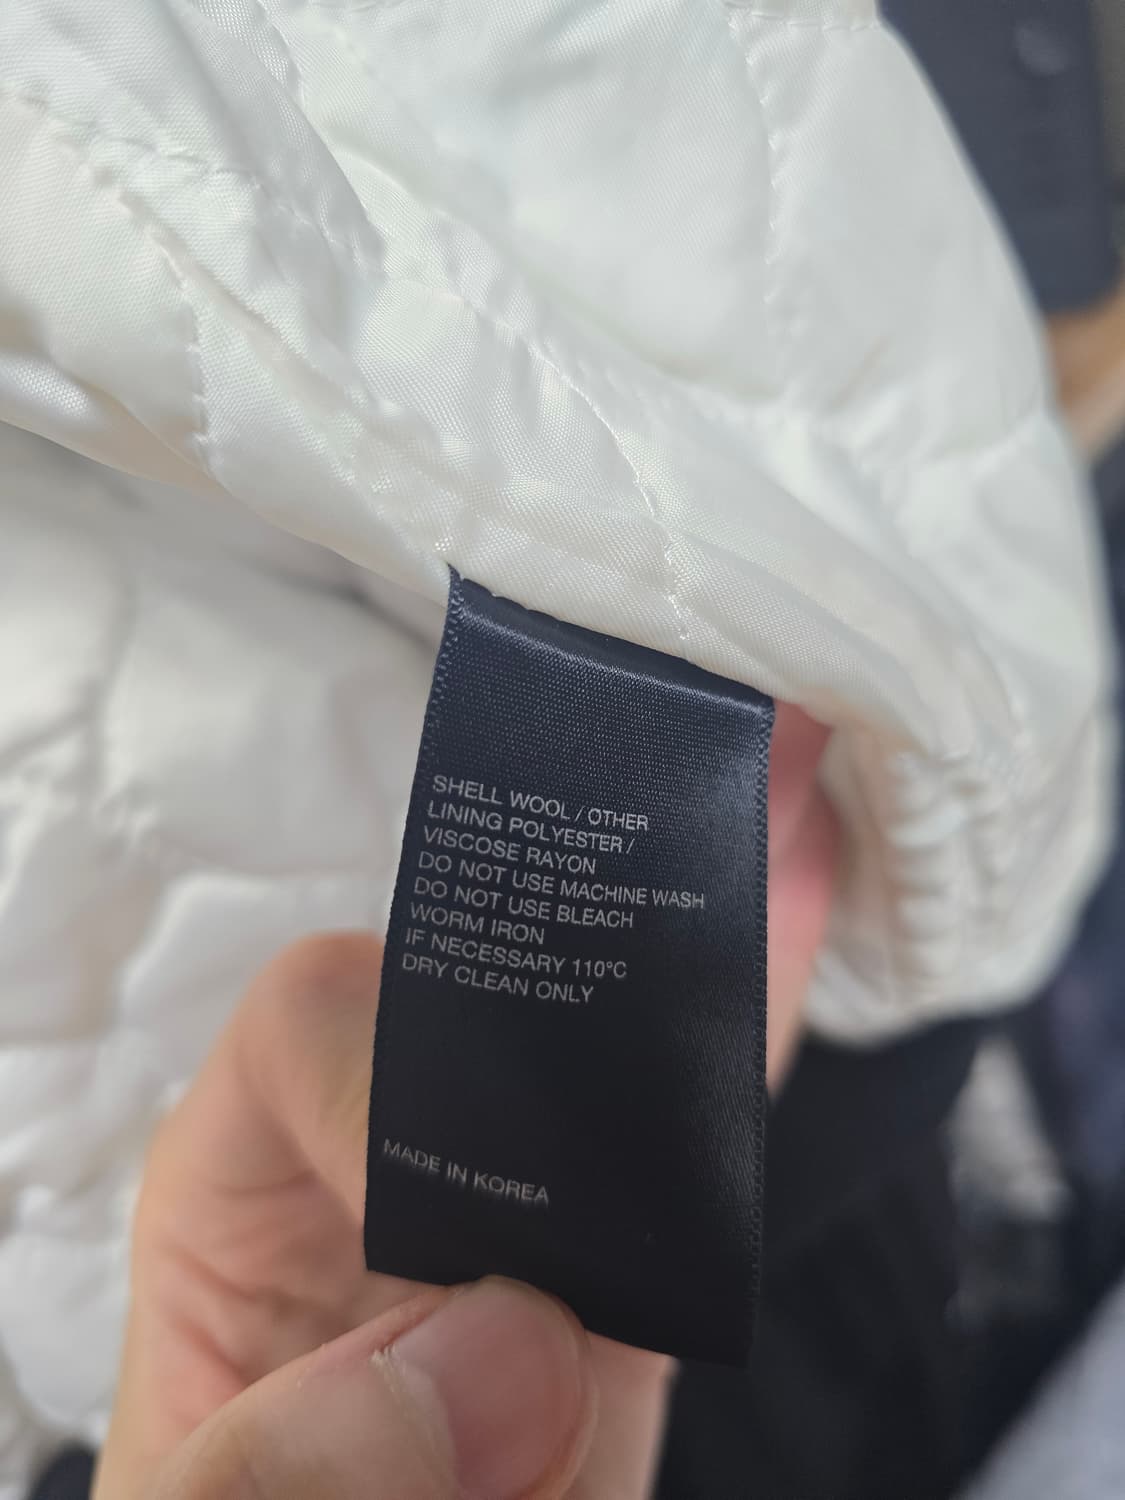 SHELL WOOL / OTHER
LINING POLYESTER /
VISCOSE RAYON
DO NOT USE MACHINE WASH
DO NOT USE BLEACH
WORM IRON
IF NECESSARY 110°C
DRY CLEAN ONLY
MADE IN KOREA